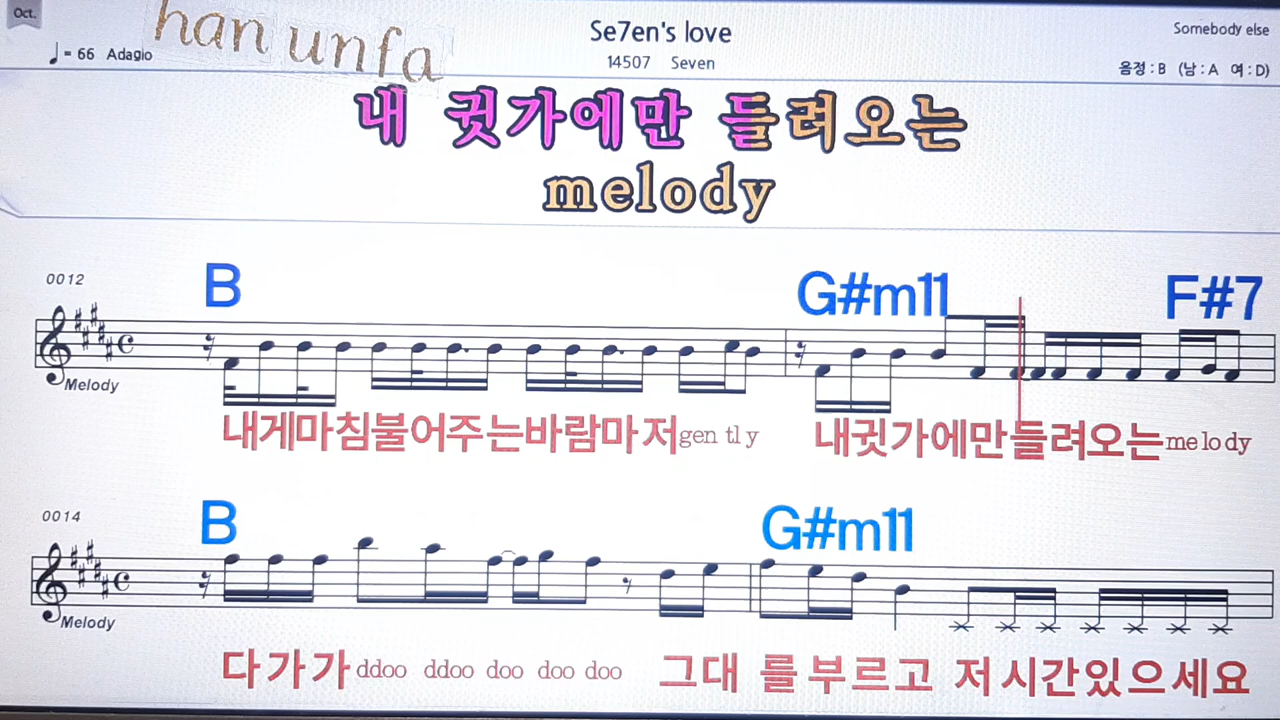 Oct.
han unfa
Se7en's love
Somebody else
♩= 66 Adagio
14507 Seven
음정 : B (남 : A 여 : D)
내 귓가에만 들려오는
melody
0012
B G#m11 F#7
Melody
내게마침불어주는바람마저gen tl y 내귓가에만들려오는me lo dy
0014
B G#m11
Melody
다가가ddoo ddoo doo doo doo 그대 를부르고 저시간있으세요